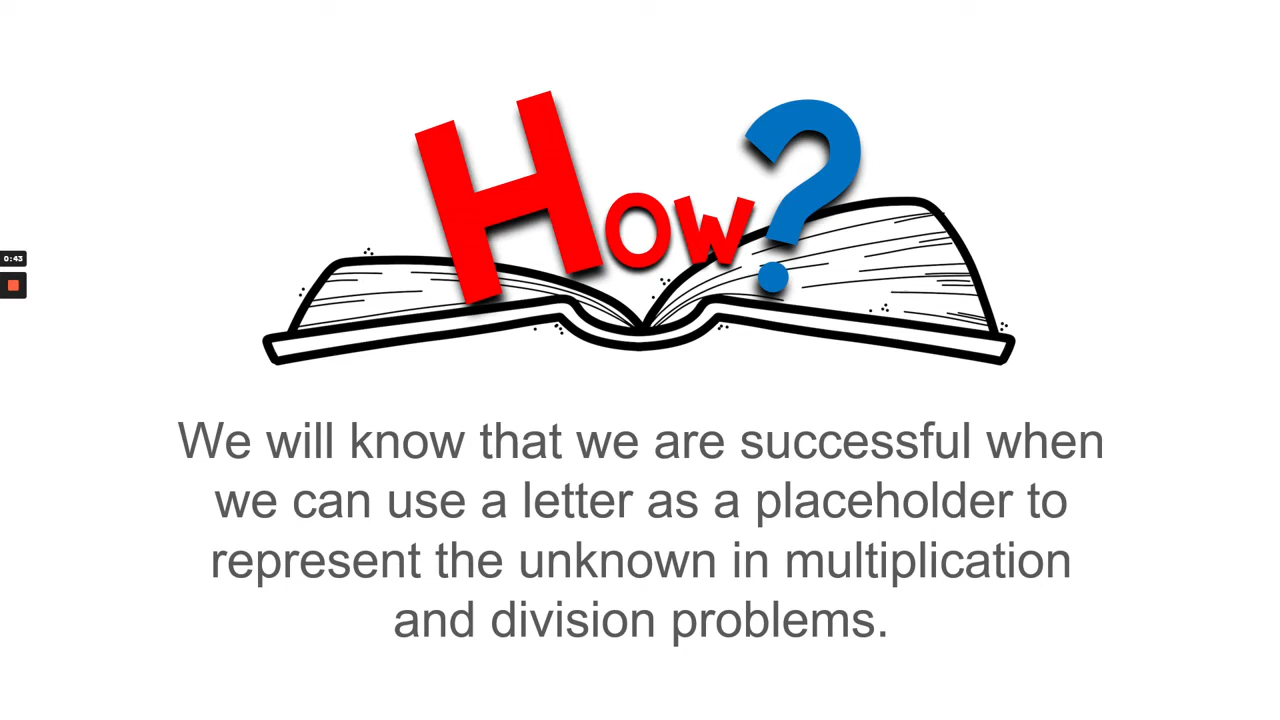 How?
0:43
We will know that we are successful when
we can use a letter as a placeholder to
represent the unknown in multiplication
and division problems.